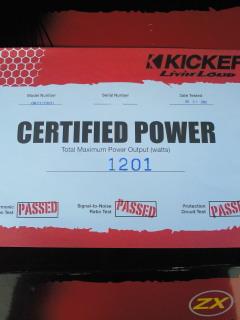 KICKER
Livin' Loud
Model Number
Serial Number
Date Tested
CERTIFIED POWER
Total Maximum Power Output (watts)
1201
Test PASSED
Signal-to-Noise Ratio Test PASSED
Protection Circuit Test PASSED
ZX